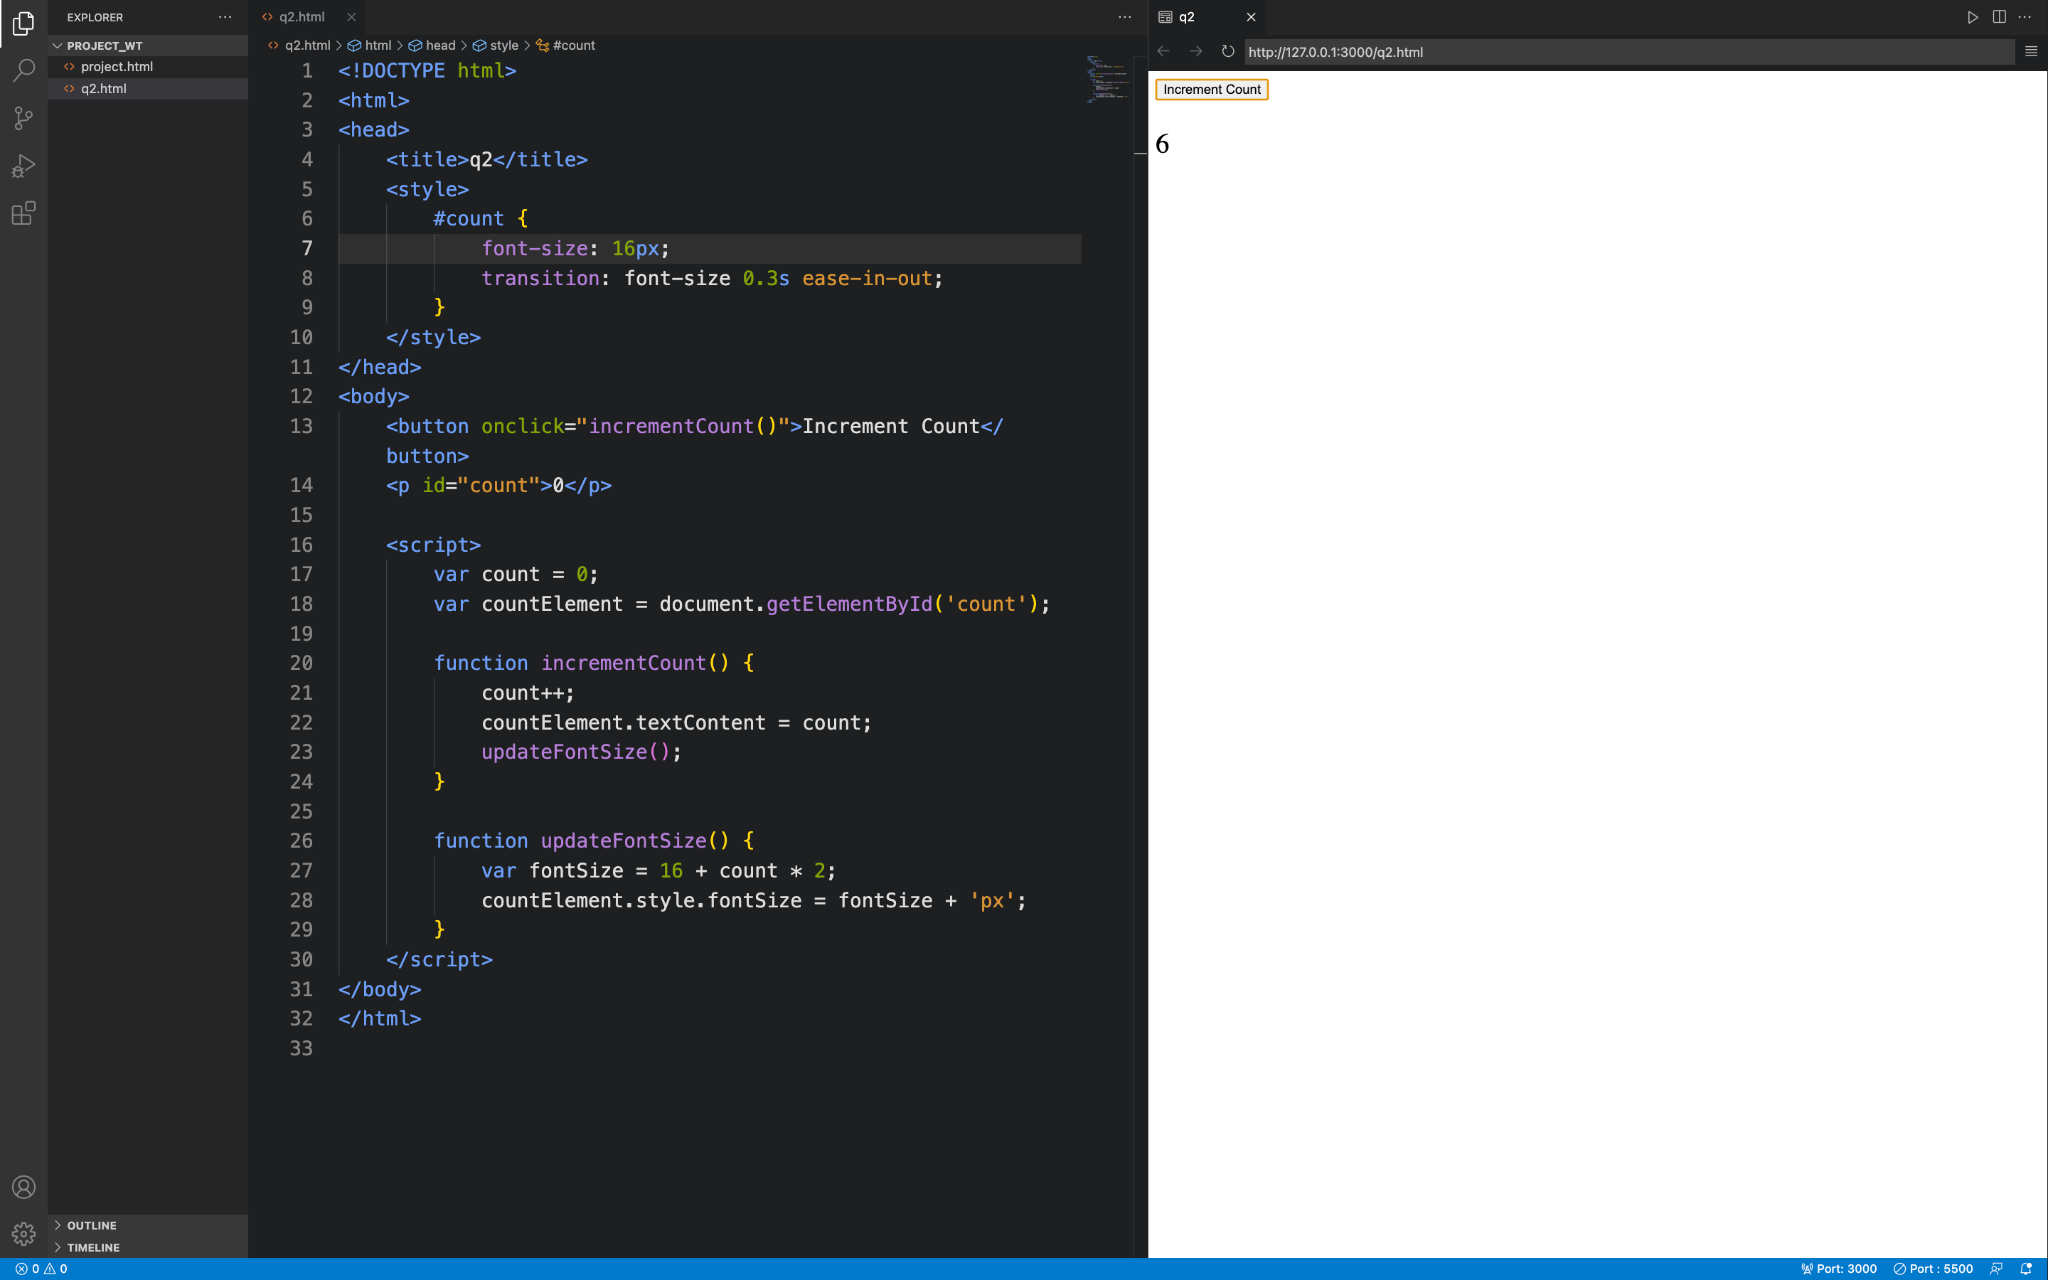 EXPLORER
PROJECT_WT
project.html
q2.html
OUTLINE
TIMELINE
q2.html
q2.html > html > head > style > #count
1 <!DOCTYPE html>
2 <html>
3 <head>
4     <title>q2</title>
5     <style>
6         #count {
7             font-size: 16px;
8             transition: font-size 0.3s ease-in-out;
9         }
10     </style>
11 </head>
12 <body>
13     <button onclick="incrementCount()">Increment Count</
    button>
14     <p id="count">0</p>
15
16     <script>
17         var count = 0;
18         var countElement = document.getElementById('count');
19
20         function incrementCount() {
21             count++;
22             countElement.textContent = count;
23             updateFontSize();
24         }
25
26         function updateFontSize() {
27             var fontSize = 16 + count * 2;
28             countElement.style.fontSize = fontSize + 'px';
29         }
30     </script>
31 </body>
32 </html>
33
q2
http://127.0.0.1:3000/q2.html
Increment Count
6
0 0
Port: 3000 Port : 5500